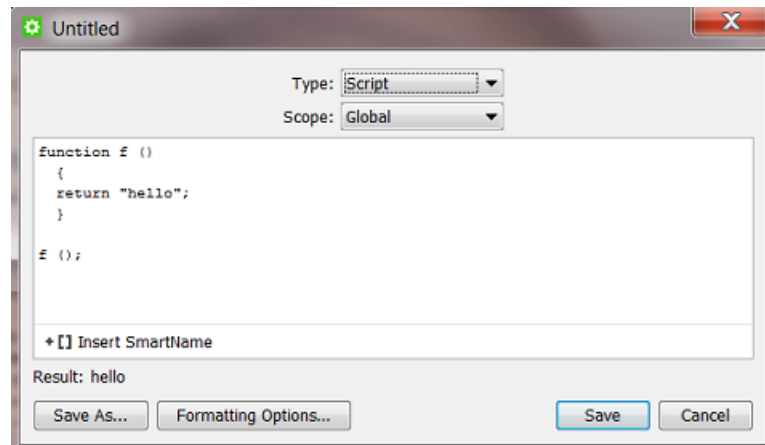 Untitled
Type: Script
Scope: Global
function f ()
  {
  return "hello";
  }
f ();
+[] Insert SmartName
Result: hello
Save As... Formatting Options... Save Cancel